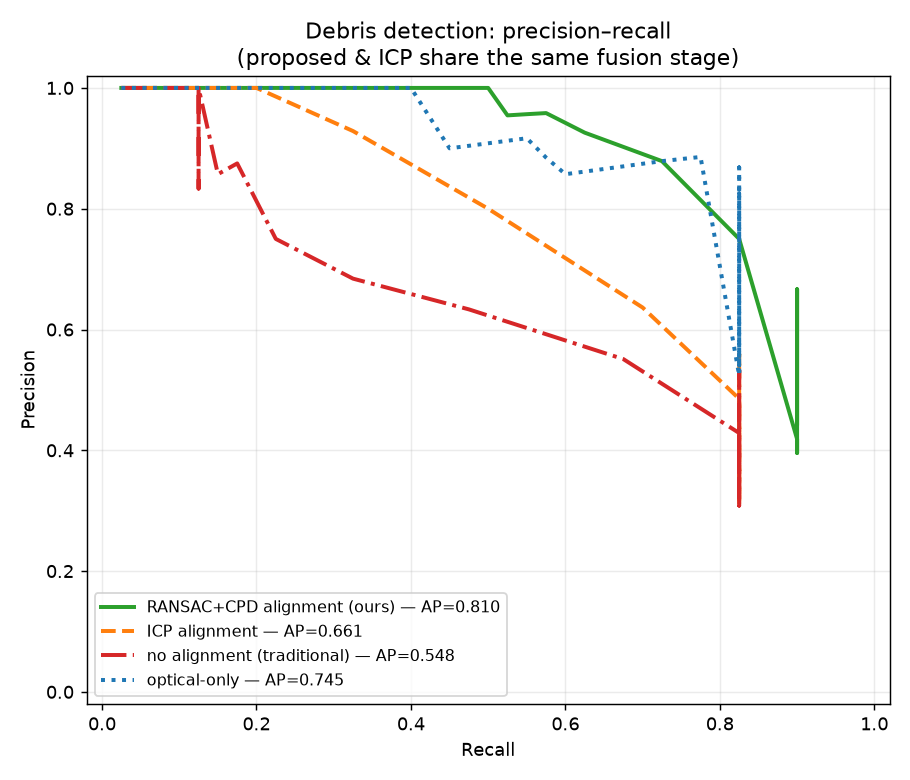 Debris detection: precision–recall
(proposed & ICP share the same fusion stage)
1.0
0.8
0.6
0.4
0.2
0.0
Precision
RANSAC+CPD alignment (ours) — AP=0.810
ICP alignment — AP=0.661
no alignment (traditional) — AP=0.548
optical-only — AP=0.745
0.0 0.2 0.4 0.6 0.8 1.0
Recall